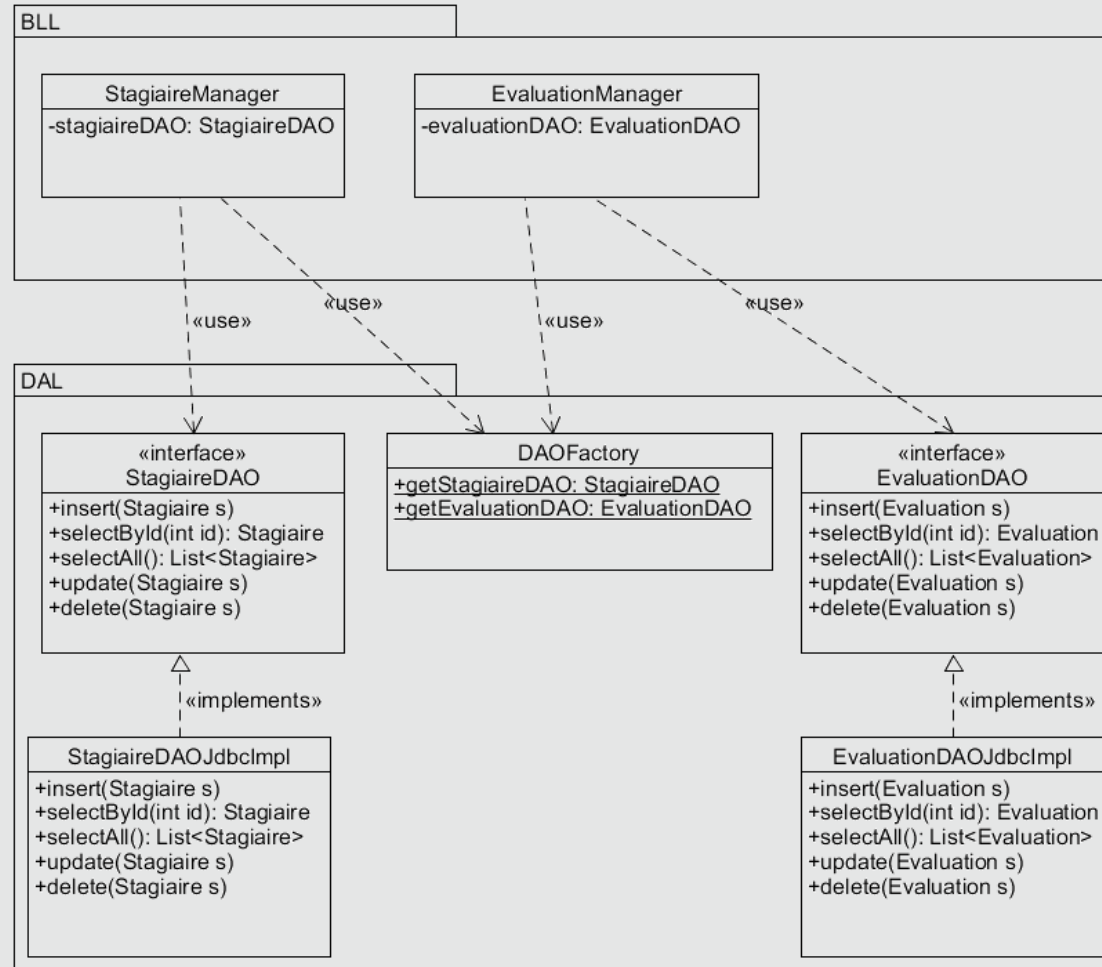 BLL
StagiaireManager
-stagiaireDAO: StagiaireDAO
EvaluationManager
-evaluationDAO: EvaluationDAO
«use»
«use»
«use»
«use»
DAL
«interface»
StagiaireDAO
+insert(Stagiaire s)
+selectById(int id): Stagiaire
+selectAll(): List<Stagiaire>
+update(Stagiaire s)
+delete(Stagiaire s)
DAOFactory
+getStagiaireDAO: StagiaireDAO
+getEvaluationDAO: EvaluationDAO
«interface»
EvaluationDAO
+insert(Evaluation s)
+selectById(int id): Evaluation
+selectAll(): List<Evaluation>
+update(Evaluation s)
+delete(Evaluation s)
«implements»
«implements»
StagiaireDAOJdbcImpl
+insert(Stagiaire s)
+selectById(int id): Stagiaire
+selectAll(): List<Stagiaire>
+update(Stagiaire s)
+delete(Stagiaire s)
EvaluationDAOJdbcImpl
+insert(Evaluation s)
+selectById(int id): Evaluation
+selectAll(): List<Evaluation>
+update(Evaluation s)
+delete(Evaluation s)